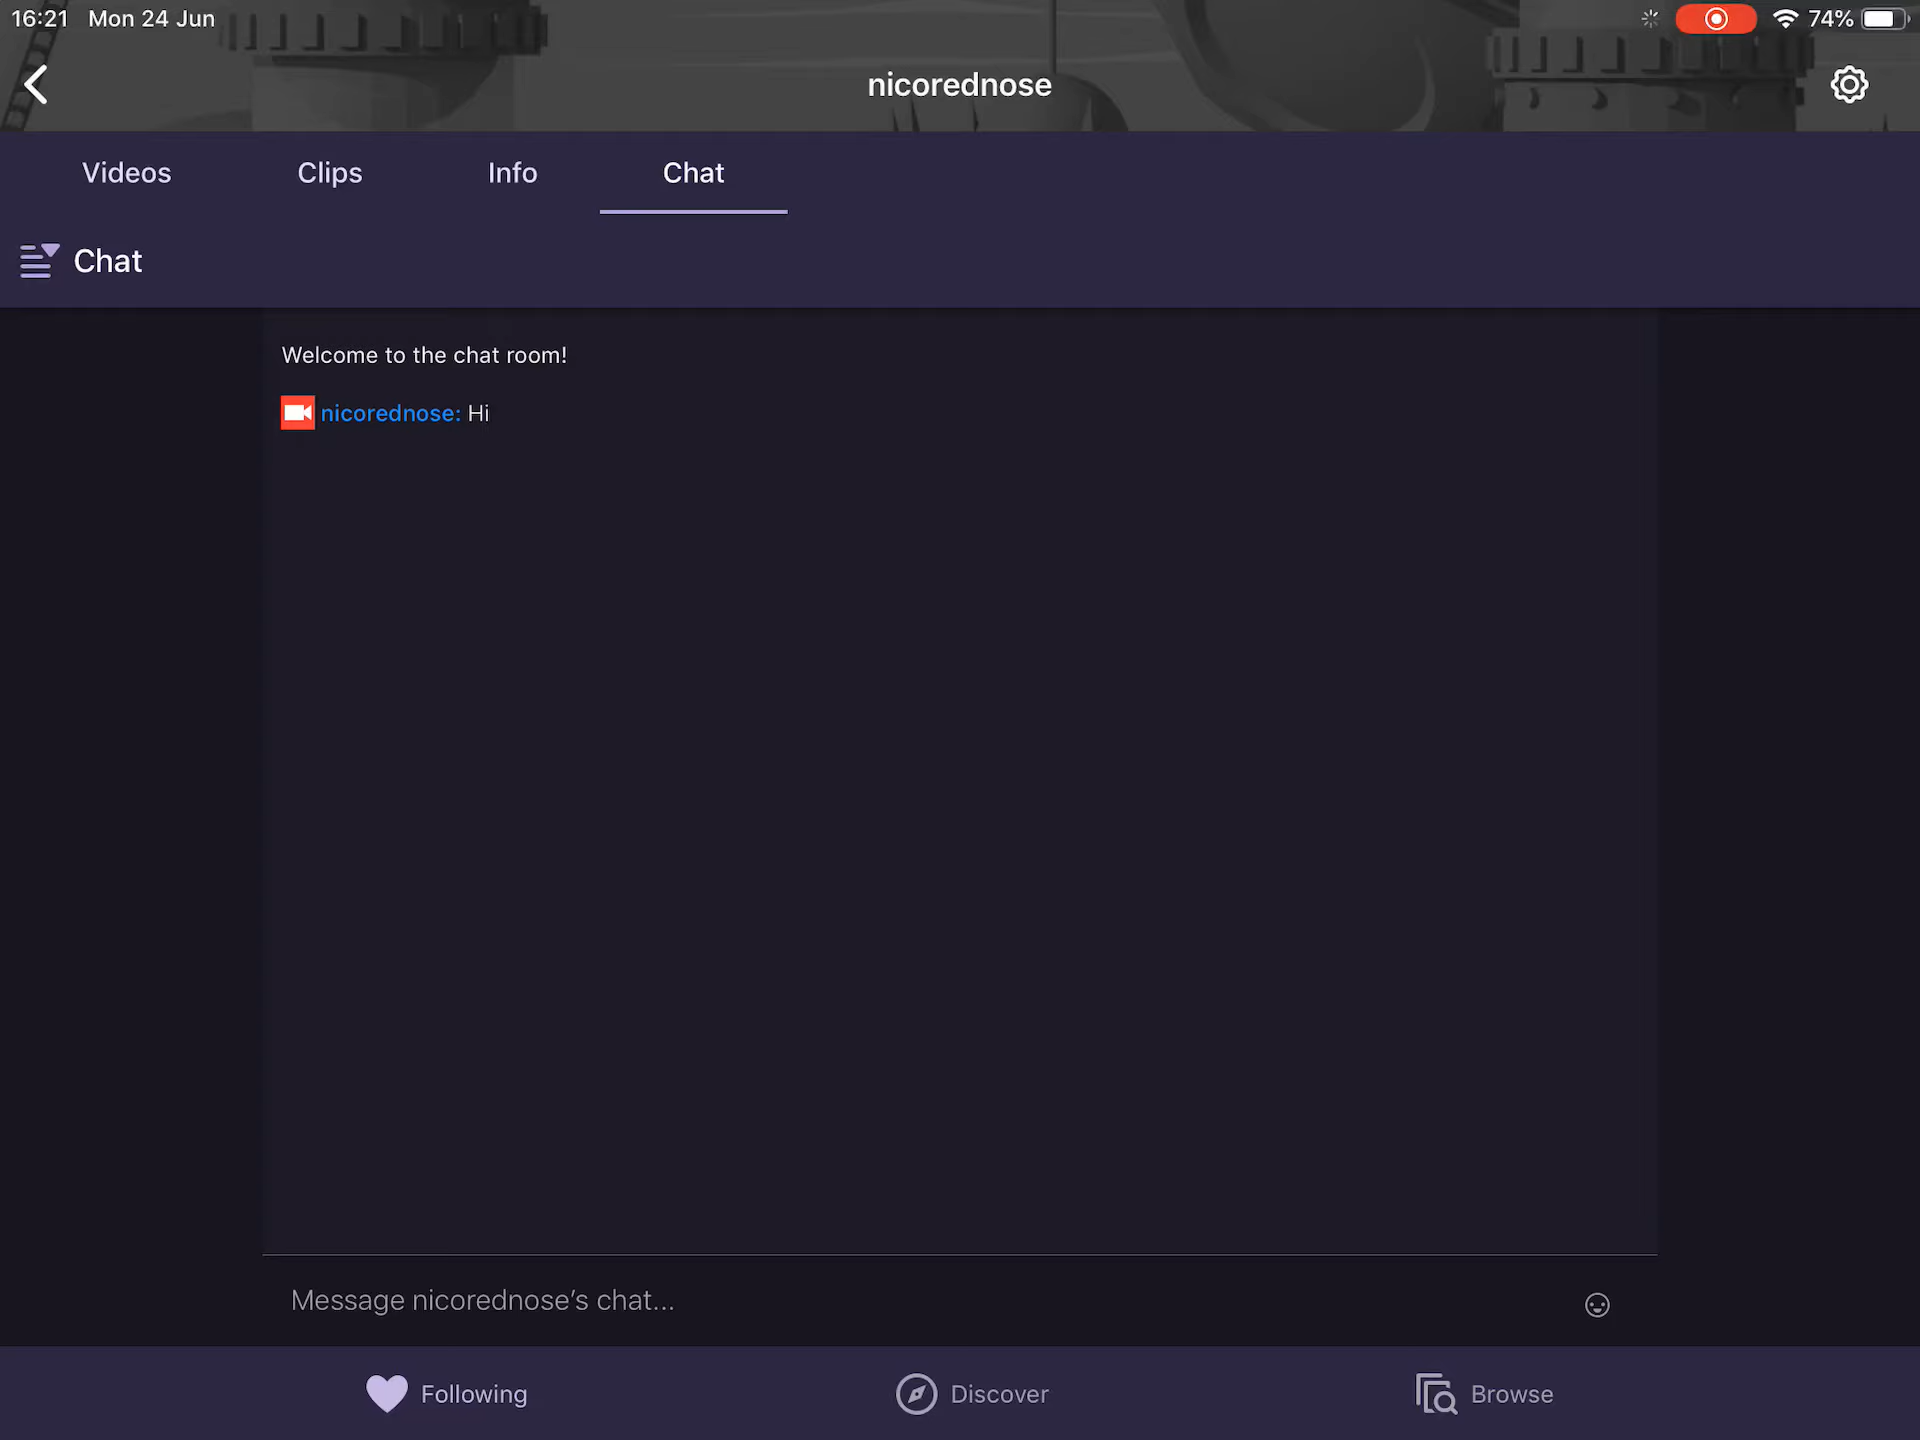 16:21 Mon 24 Jun 74%
nicorednose
Videos Clips Info Chat
Chat
Welcome to the chat room!
nicorednose: Hi
Message nicorednose’s chat...
Following Discover Browse